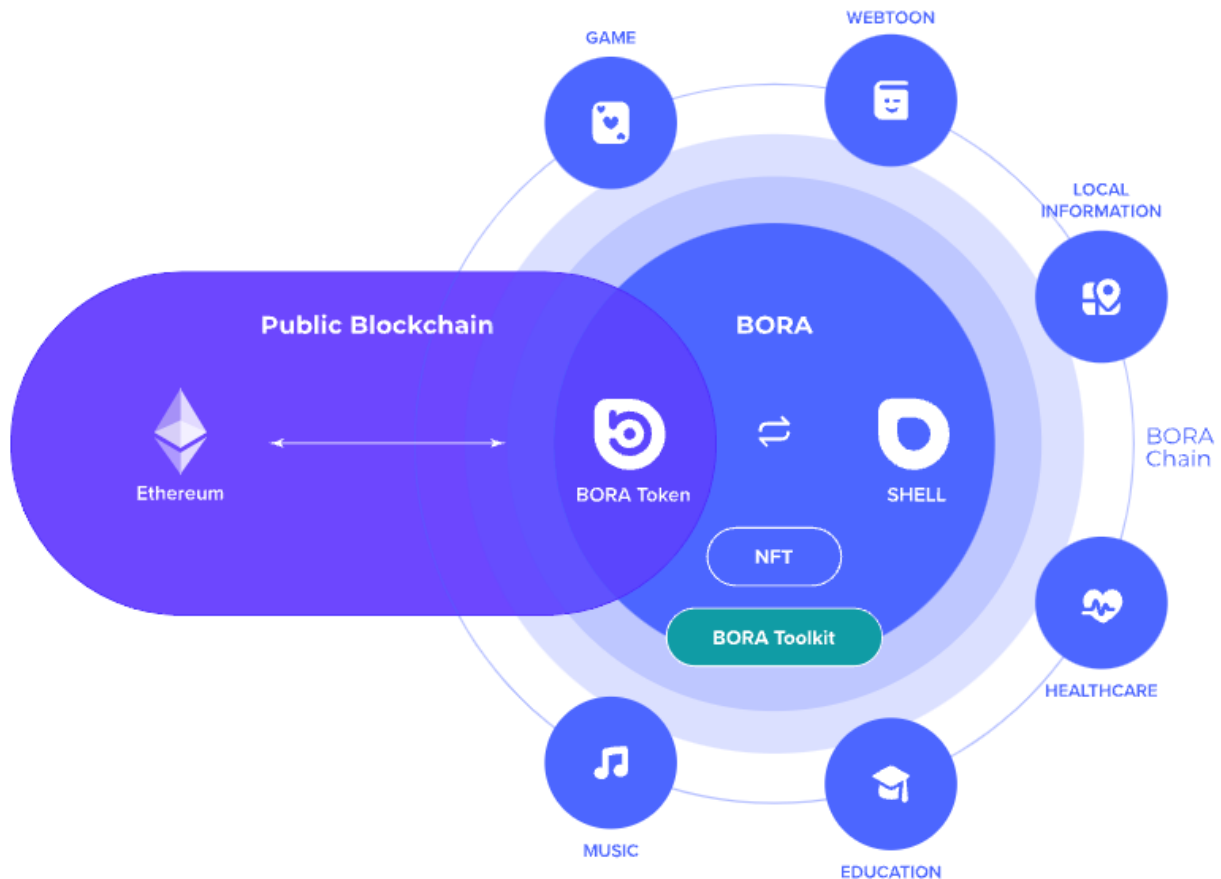 WEBTOON
GAME
LOCAL
INFORMATION
Public Blockchain
BORA
BORA
Chain
Ethereum
BORA Token
SHELL
NFT
BORA Toolkit
HEALTHCARE
MUSIC
EDUCATION